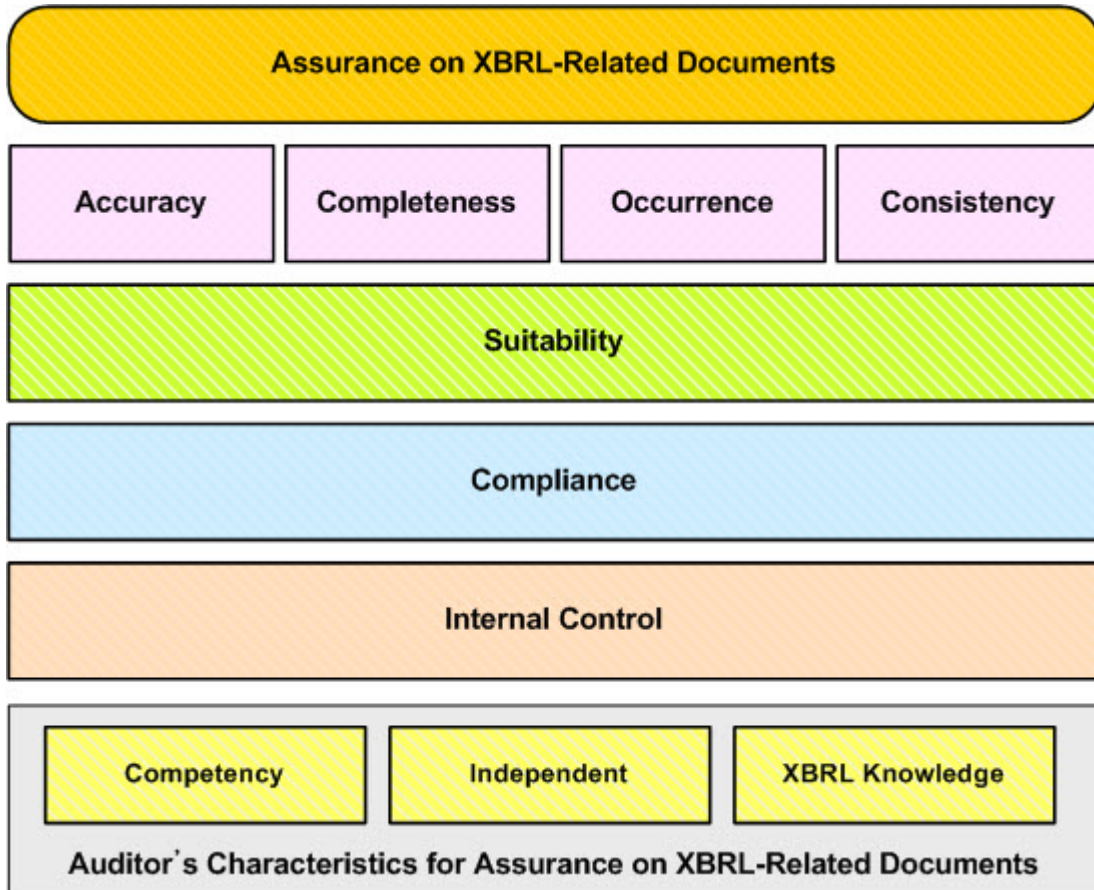 Assurance on XBRL-Related Documents
Accuracy
Completeness
Occurrence
Consistency
Suitability
Compliance
Internal Control
Competency
Independent
XBRL Knowledge
Auditor's Characteristics for Assurance on XBRL-Related Documents